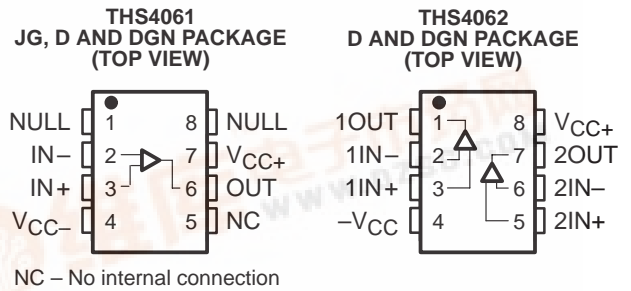 THS4061
JG, D AND DGN PACKAGE
(TOP VIEW)
NULL 1 8 NULL
IN– 2 7 VCC+
IN+ 3 6 OUT
VCC– 4 5 NC
NC – No internal connection
THS4062
D AND DGN PACKAGE
(TOP VIEW)
1OUT 1 8 VCC+
1IN– 2 7 2OUT
1IN+ 3 6 2IN–
–VCC 4 5 2IN+